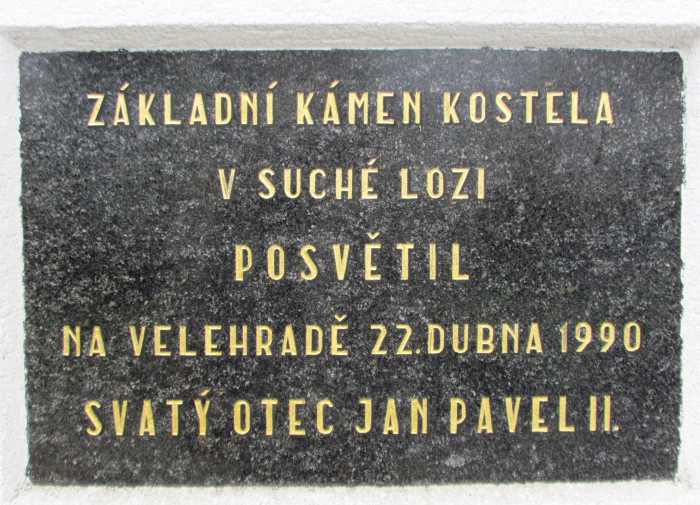 ZÁKLADNÍ KÁMEN KOSTELA
V SUCHÉ LOZI
POSVĚTIL
NA VELEHRADĚ 22.DUBNA 1990
SVATÝ OTEC JAN PAVEL II.